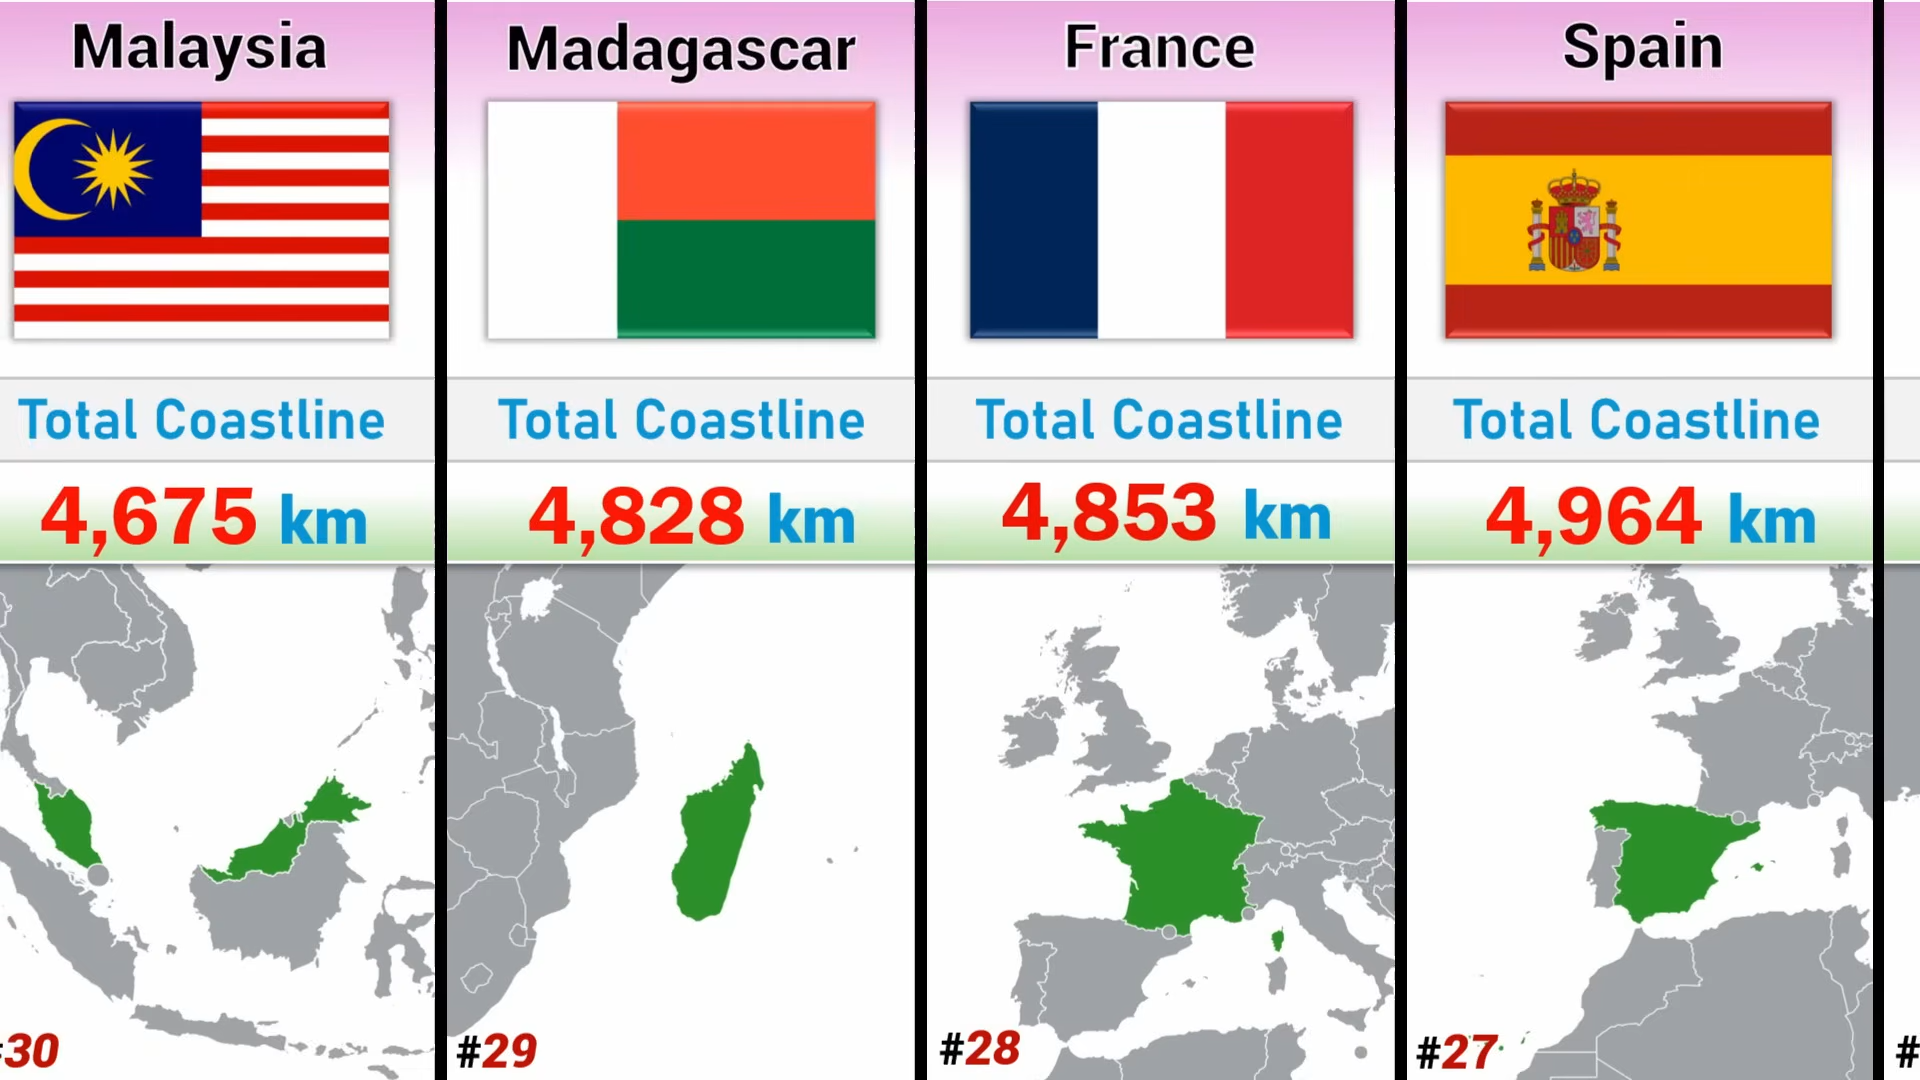 Malaysia
Total Coastline
4,675 km
#30
Madagascar
Total Coastline
4,828 km
#29
France
Total Coastline
4,853 km
#28
Spain
Total Coastline
4,964 km
#27
#